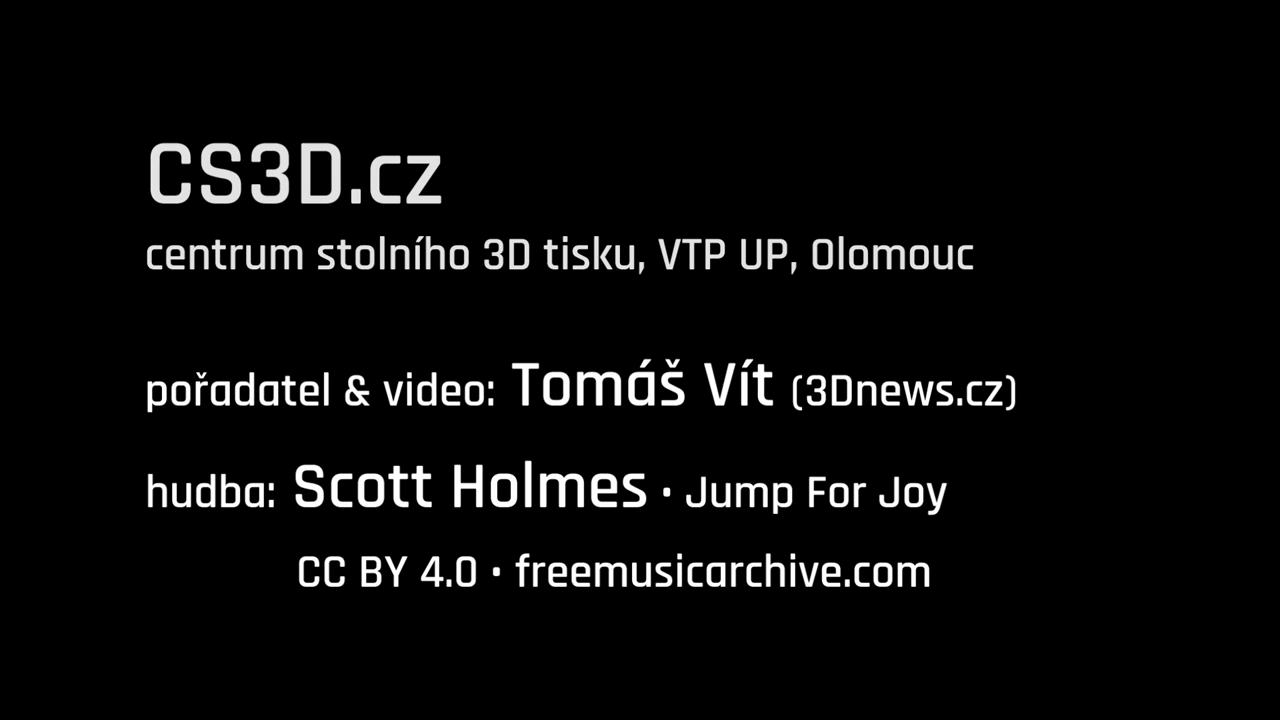 CS3D.cz
centrum stolního 3D tisku, VTP UP, Olomouc
pořadatel & video: Tomáš Vít (3Dnews.cz)
hudba: Scott Holmes • Jump For Joy
CC BY 4.0 • freemusicarchive.com